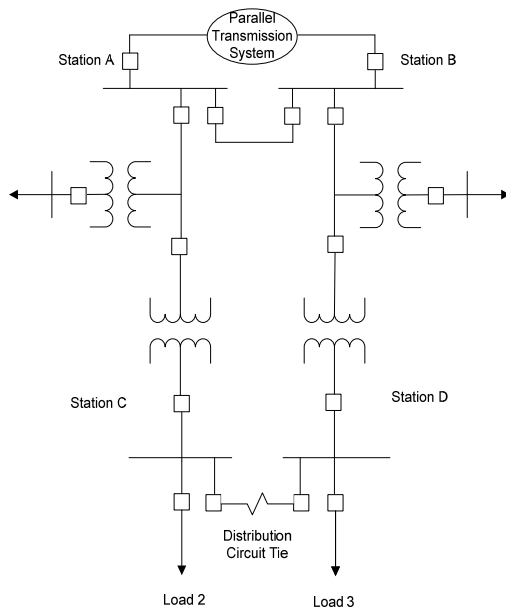 Parallel
Transmission
System
Station A
Station B
Station C
Station D
Distribution
Circuit Tie
Load 2
Load 3